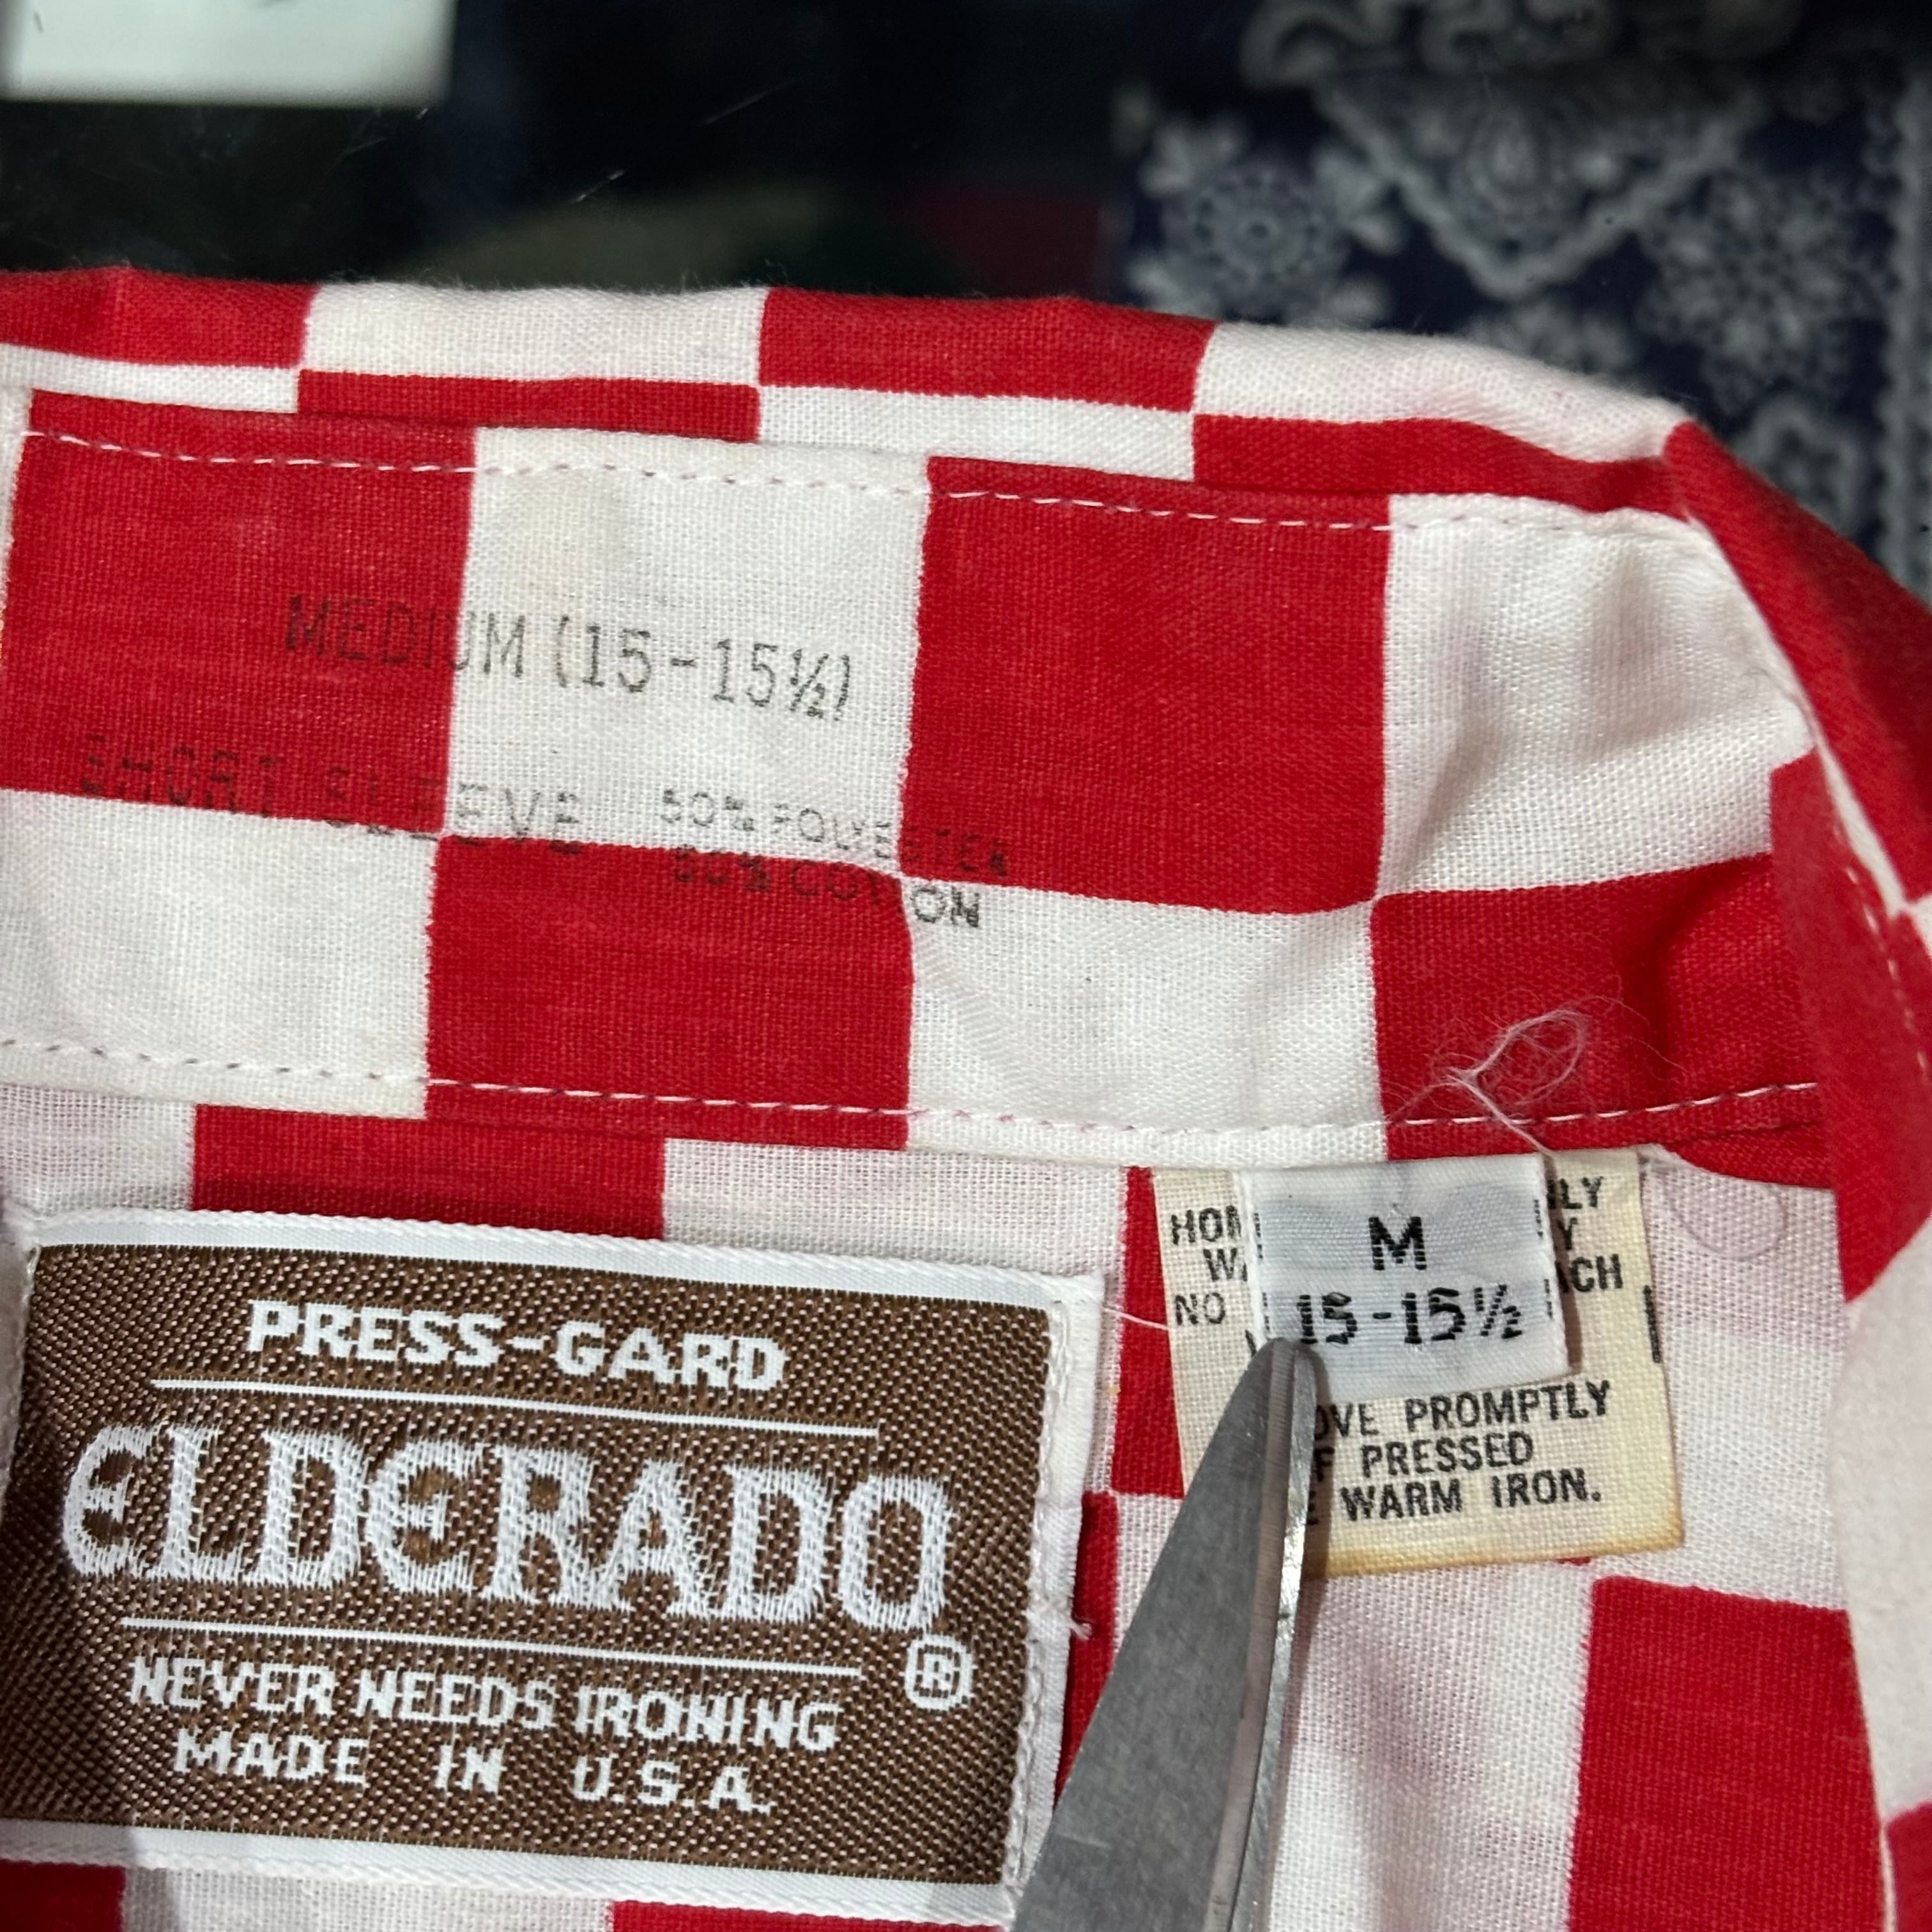 MEDIUM (15-15½)
SHORT SLEEVE
50% POLYESTER
50% COTTON
PRESS-GARD
ELDERADO®
NEVER NEEDS IRONING
MADE IN U.S.A.
M
15-15½
NO
PROMPTLY
PRESSED
WARM IRON.